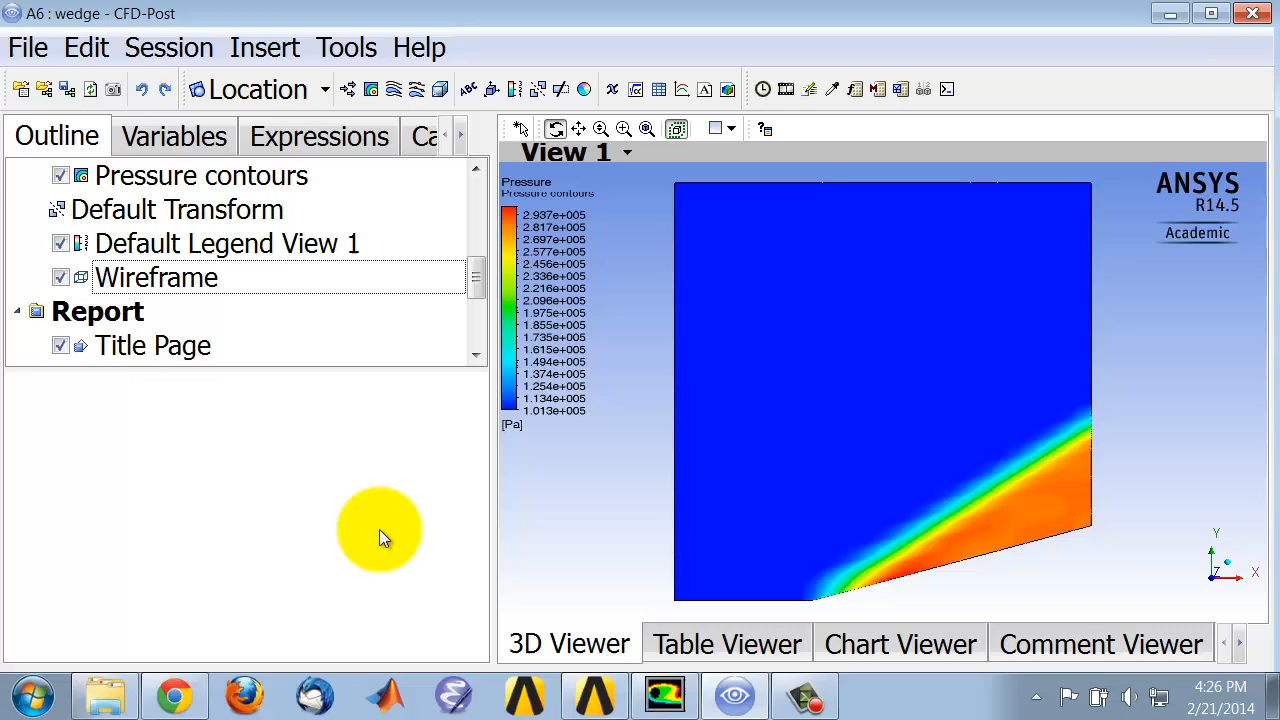 A6 : wedge - CFD-Post
File Edit Session Insert Tools Help
Location
Outline Variables Expressions Ca
View 1
Pressure contours
Default Transform
Default Legend View 1
Wireframe
Report
Title Page
Pressure
Pressure contours
2.937e+005
2.817e+005
2.697e+005
2.577e+005
2.456e+005
2.336e+005
2.216e+005
2.096e+005
1.975e+005
1.855e+005
1.735e+005
1.615e+005
1.494e+005
1.374e+005
1.254e+005
1.134e+005
1.013e+005
[Pa]
ANSYS
R14.5
Academic
Y
Z
X
3D Viewer Table Viewer Chart Viewer Comment Viewer
4:26 PM
2/21/2014